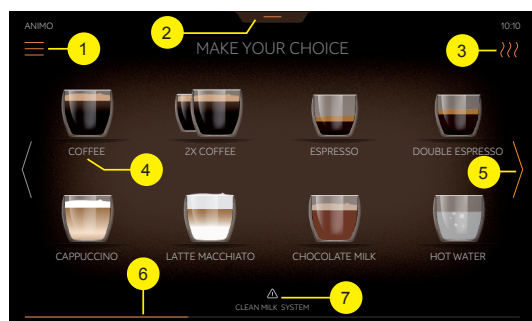 ANIMO
10:10
MAKE YOUR CHOICE
1
2
3
COFFEE
2X COFFEE
ESPRESSO
DOUBLE ESPRESSO
4
5
CAPPUCCINO
LATTE MACCHIATO
CHOCOLATE MILK
HOT WATER
6
7
CLEAN MILK SYSTEM